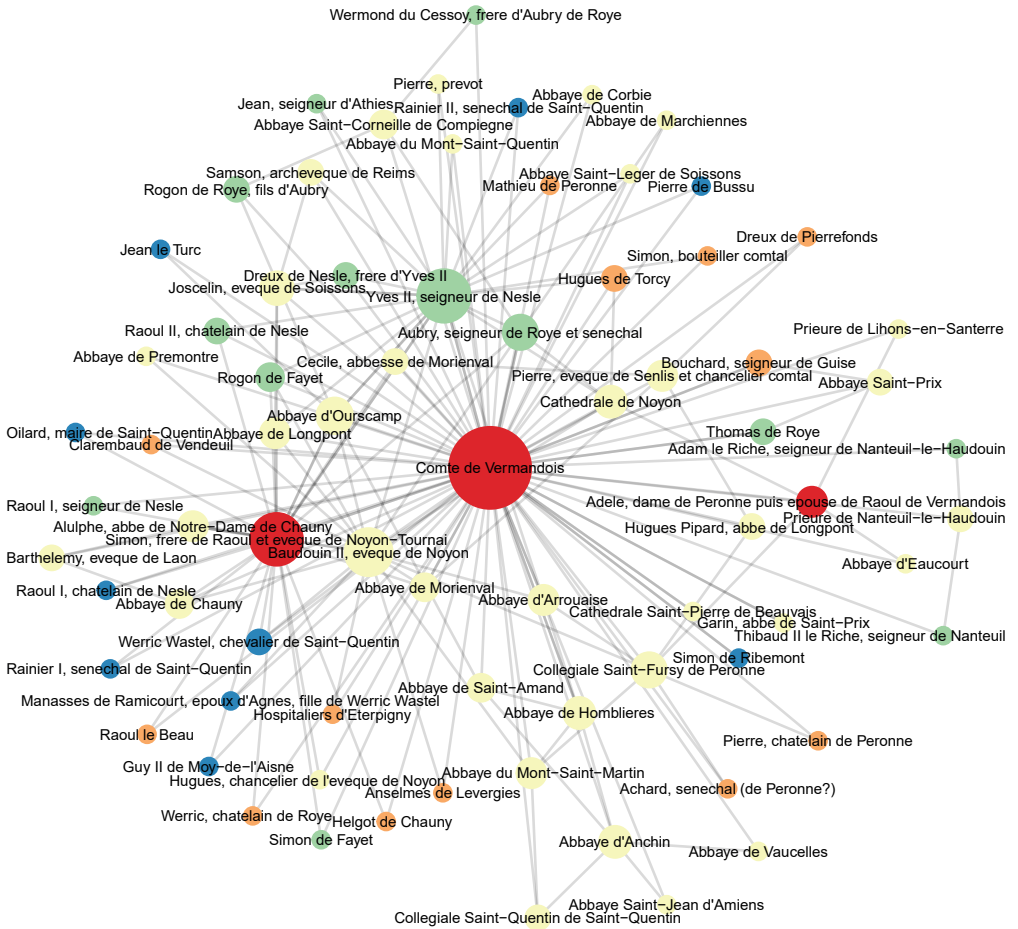 Wermond du Cessoy, frere d'Aubry de Roye
Pierre, prevot
Abbaye de Corbie
Jean, seigneur d'Athies
Rainier II, senechal de Saint−Quentin
Abbaye Saint−Corneille de Compiegne
Abbaye de Marchiennes
Abbaye du Mont−Saint−Quentin
Samson, archeveque de Reims
Abbaye Saint−Leger de Soissons
Rogon de Roye, fils d'Aubry
Mathieu de Peronne
Pierre de Bussu
Dreux de Pierrefonds
Jean le Turc
Simon, bouteiller comtal
Dreux de Nesle, frere d'Yves II
Hugues de Torcy
Joscelin, eveque de Soissons
Yves II, seigneur de Nesle
Raoul II, chatelain de Nesle
Aubry, seigneur de Roye et senechal
Prieure de Lihons−en−Santerre
Abbaye de Premontre
Cecile, abbesse de Morienval
Bouchard, seigneur de Guise
Rogon de Fayet
Pierre, eveque de Senlis et chancelier comtal
Abbaye Saint−Prix
Cathedrale de Noyon
Abbaye d'Ourscamp
Oilard, maire de Saint−Quentin
Abbaye de Longpont
Thomas de Roye
Clarembaud de Vendeuil
Adam le Riche, seigneur de Nanteuil−le−Haudouin
Comte de Vermandois
Raoul I, seigneur de Nesle
Adele, dame de Peronne puis epouse de Raoul de Vermandois
Prieure de Nanteuil−le−Haudouin
Alulphe, abbe de Notre−Dame de Chauny
Hugues Pipard, abbe de Longpont
Simon, frere de Raoul et eveque de Noyon−Tournai
Baudouin II, eveque de Noyon
Barthelemy, eveque de Laon
Abbaye d'Eaucourt
Raoul I, chatelain de Nesle
Abbaye de Morienval
Abbaye de Chauny
Abbaye d'Arrouaise
Cathedrale Saint−Pierre de Beauvais
Garin, abbe de Saint−Prix
Thibaud II le Riche, seigneur de Nanteuil
Werric Wastel, chevalier de Saint−Quentin
Simon de Ribemont
Rainier I, senechal de Saint−Quentin
Collegiale Saint−Fursy de Peronne
Abbaye de Saint−Amand
Manasses de Ramicourt, epoux d'Agnes, fille de Werric Wastel
Hospitaliers d'Eterpigny
Abbaye de Homblieres
Raoul le Beau
Pierre, chatelain de Peronne
Guy II de Moy−de−l'Aisne
Abbaye du Mont−Saint−Martin
Hugues, chancelier de l'eveque de Noyon
Achard, senechal (de Peronne?)
Anselmes de Levergies
Werric, chatelain de Roye
Helgot de Chauny
Simon de Fayet
Abbaye d'Anchin
Abbaye de Vaucelles
Abbaye Saint−Jean d'Amiens
Collegiale Saint−Quentin de Saint−Quentin